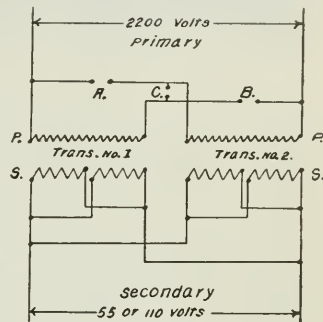 2200 Volts
Primary
A. C. B.
P. P.
Trans. No. 1 Trans. No. 2.
S. S.
Secondary
55 or 110 Volts